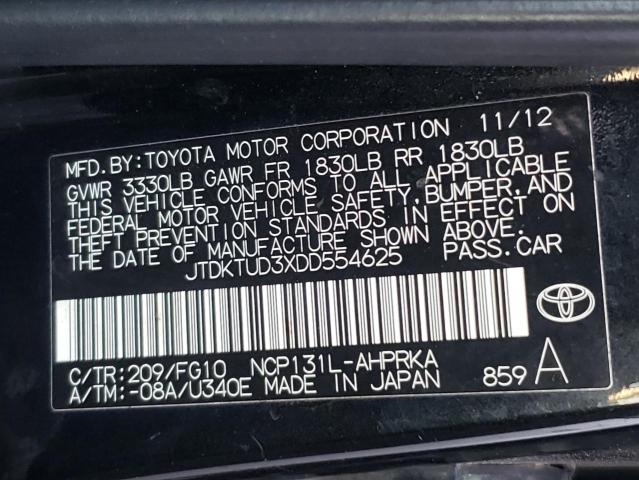 MFD.BY:TOYOTA MOTOR CORPORATION 11/12
GVWR 3330LB GAWR FR 1830LB RR 1830LB
THIS VEHICLE CONFORMS TO ALL APPLICABLE
FEDERAL MOTOR VEHICLE SAFETY,BUMPER,AND
THEFT PREVENTION STANDARDS IN EFFECT ON
THE DATE OF MANUFACTURE SHOWN ABOVE.
JTDKTUD3XDD554625 PASS.CAR
C/TR:209/FG10 NCP131L-AHPRKA
A/TM:-08A/U340E MADE IN JAPAN 859 A